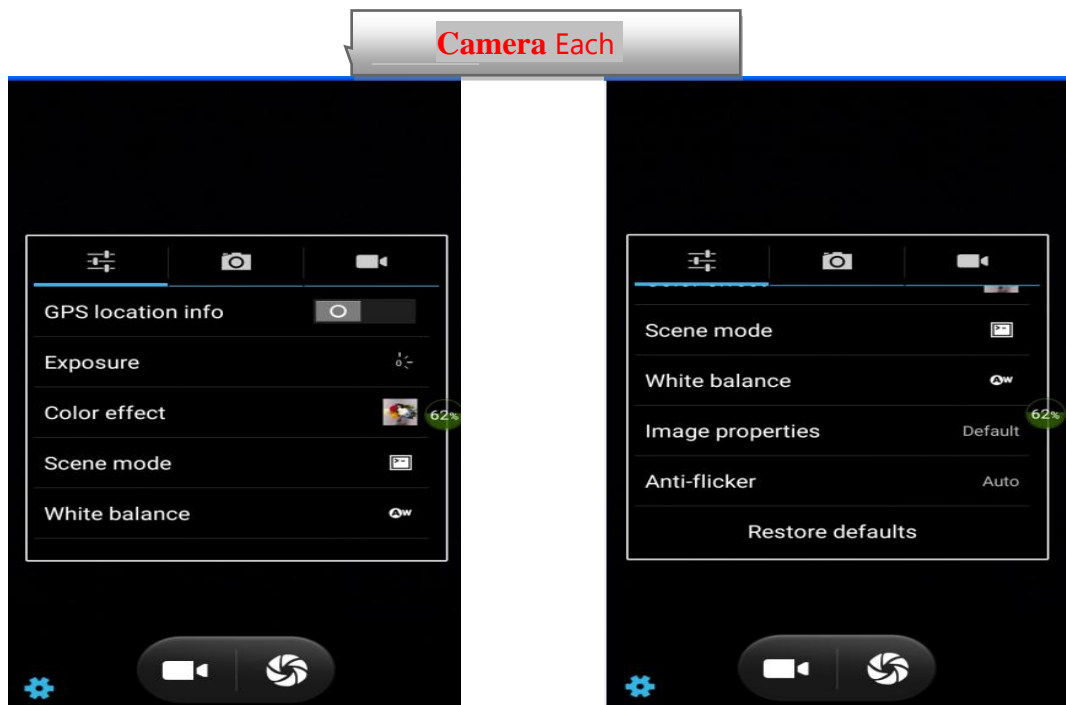 Camera Each
GPS location info
Exposure
Color effect
62%
Scene mode
White balance
Scene mode
White balance
62%
Image properties Default
Anti-flicker Auto
Restore defaults